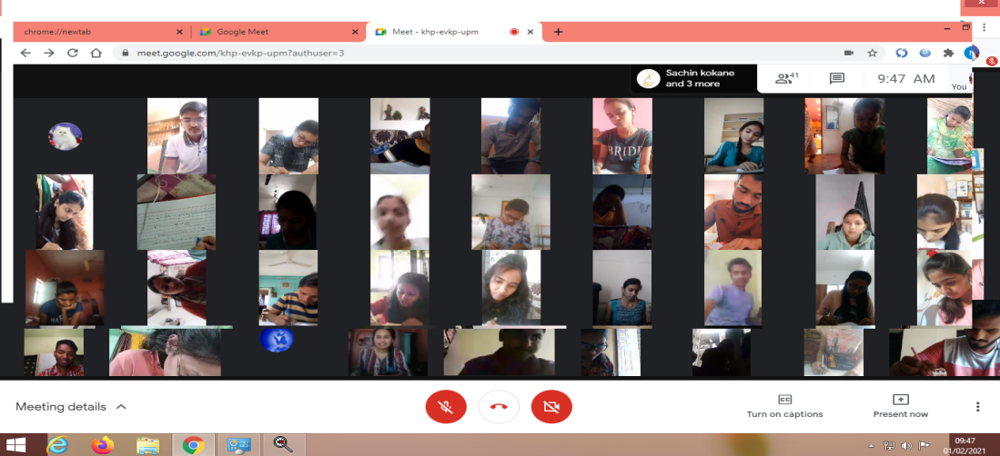 chrome://newtab
Google Meet
Meet - khp-evkp-upm
meet.google.com/khp-evkp-upm?authuser=3
Sachin kokane
and 3 more
41
9:47 AM
You
BRIDE
Meeting details
CC
Turn on captions
Present now
09:47
01/02/2021